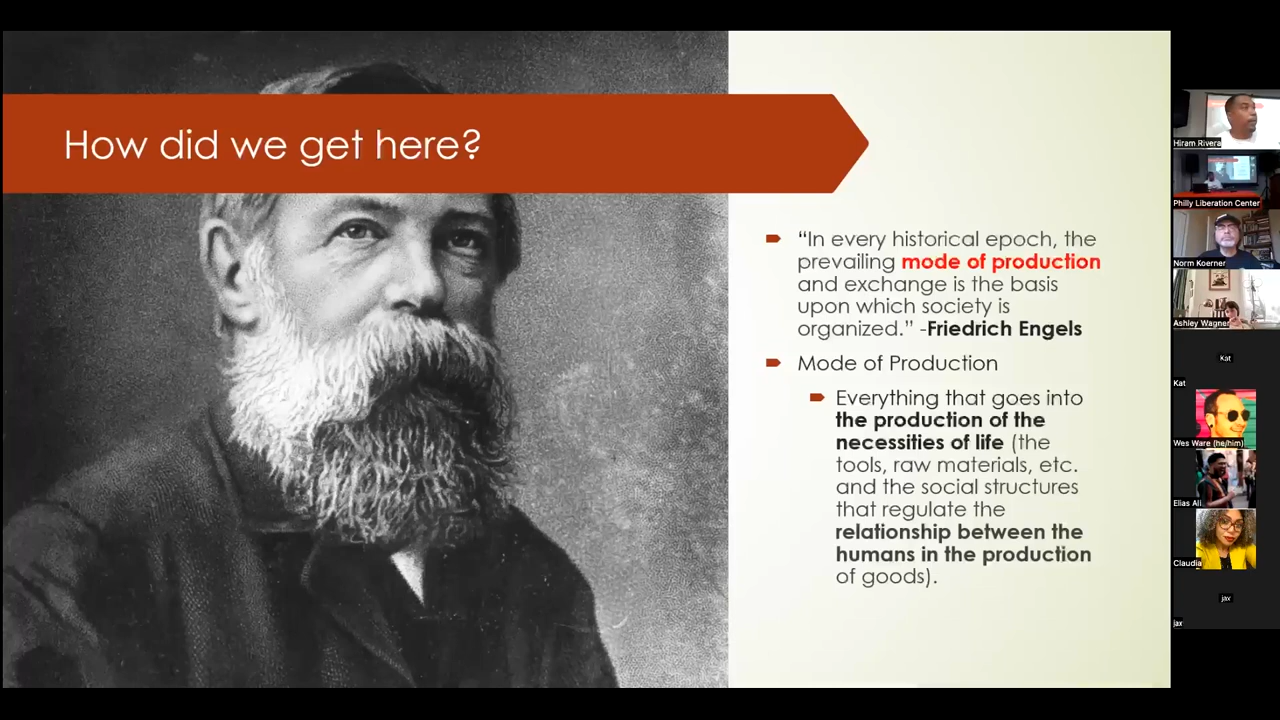 How did we get here?
“In every historical epoch, the
prevailing mode of production
and exchange is the basis
upon which society is
organized.” -Friedrich Engels
Mode of Production
Everything that goes into
the production of the
necessities of life (the
tools, raw materials, etc.
and the social structures
that regulate the
relationship between the
humans in the production
of goods).
Hiram Rivera
Philly Liberation Center
Norm Koerner
Ashley Wagner
Kat
Kat
Wes Ware (he/him)
Elias Ali
Claudia
jax
jax